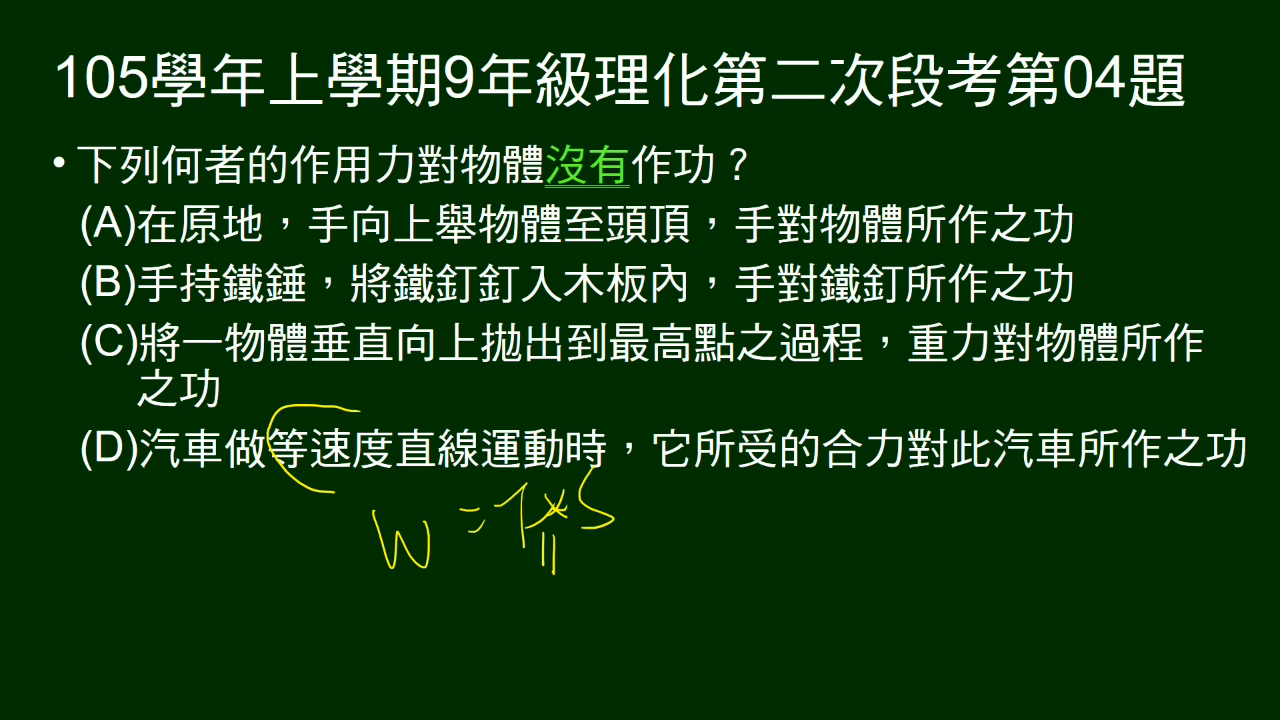 105學年上學期9年級理化第二次段考第04題
• 下列何者的作用力對物體沒有作功？
(A)在原地，手向上舉物體至頭頂，手對物體所作之功
(B)手持鐵錘，將鐵釘釘入木板內，手對鐵釘所作之功
(C)將一物體垂直向上拋出到最高點之過程，重力對物體所作
之功
(D)汽車做等速度直線運動時，它所受的合力對此汽車所作之功
W = F × S